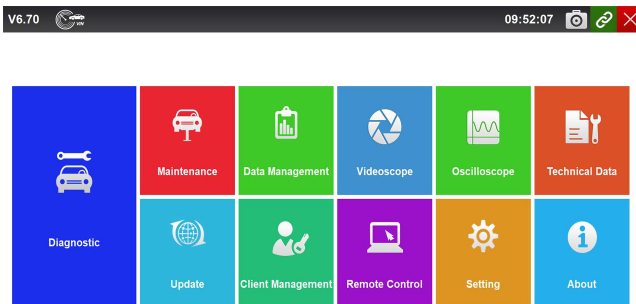 V6.70
VIN
09:52:07
Maintenance
Data Management
Videoscope
Oscilloscope
Technical Data
Diagnostic
Update
Client Management
Remote Control
Setting
About